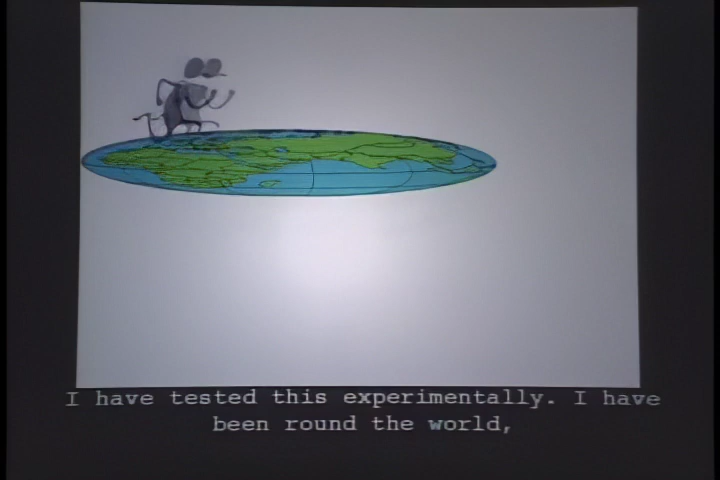 I have tested this experimentally. I have
been round the world,